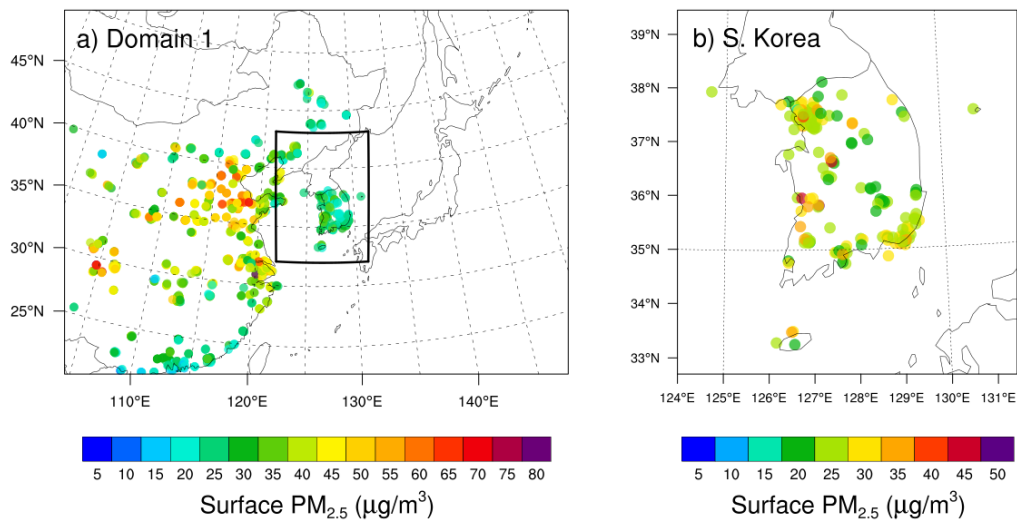 a) Domain 1
45°N
40°N
35°N
30°N
25°N
110°E 120°E 130°E 140°E
5 10 15 20 25 30 35 40 45 50 55 60 65 70 75 80
Surface PM2.5 (μg/m³)
b) S. Korea
39°N
38°N
37°N
36°N
35°N
34°N
33°N
124°E 125°E 126°E 127°E 128°E 129°E 130°E 131°E
5 10 15 20 25 30 35 40 45 50
Surface PM2.5 (μg/m³)